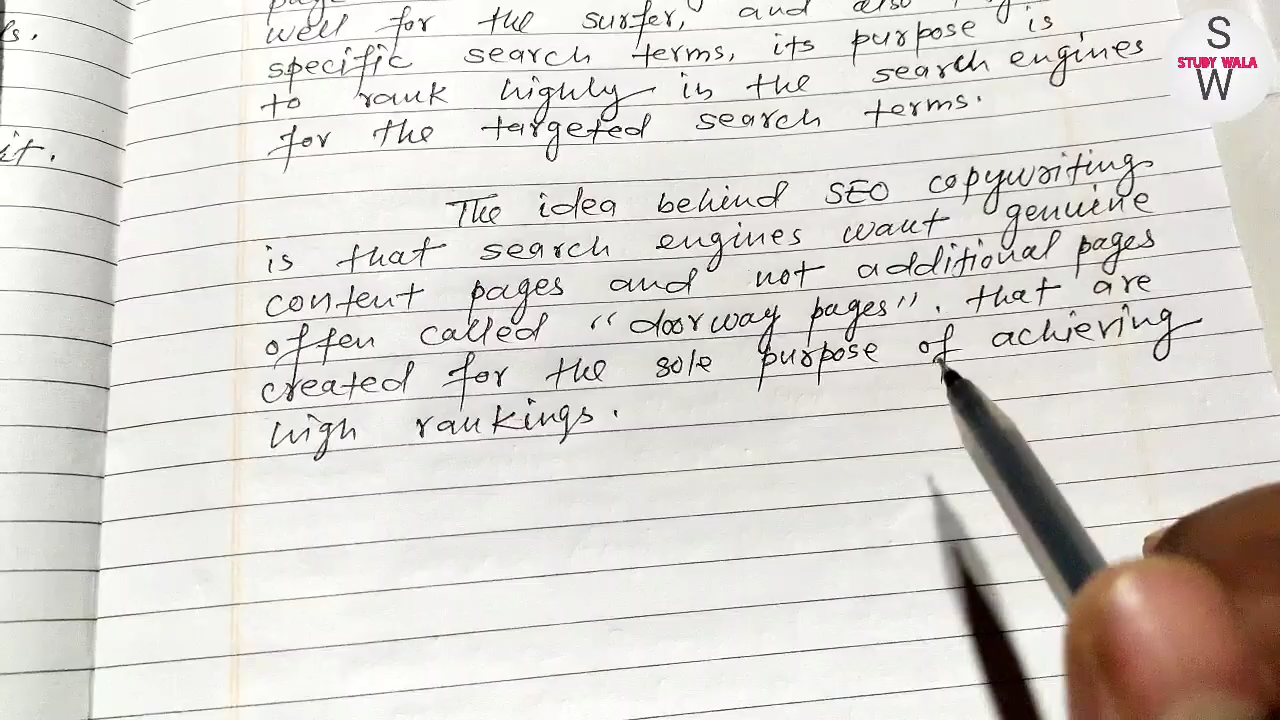 s.
it.
well for the surfer, and also
specific search terms, its purpose is
to rank highly in the search engines
for the targeted search terms.
The idea behind SEO copywriting
is that search engines want genuine
content pages and not additional pages
often called "doorway pages". that are
created for the sole purpose of achieving
high rankings.
S
STUDY WALA
W